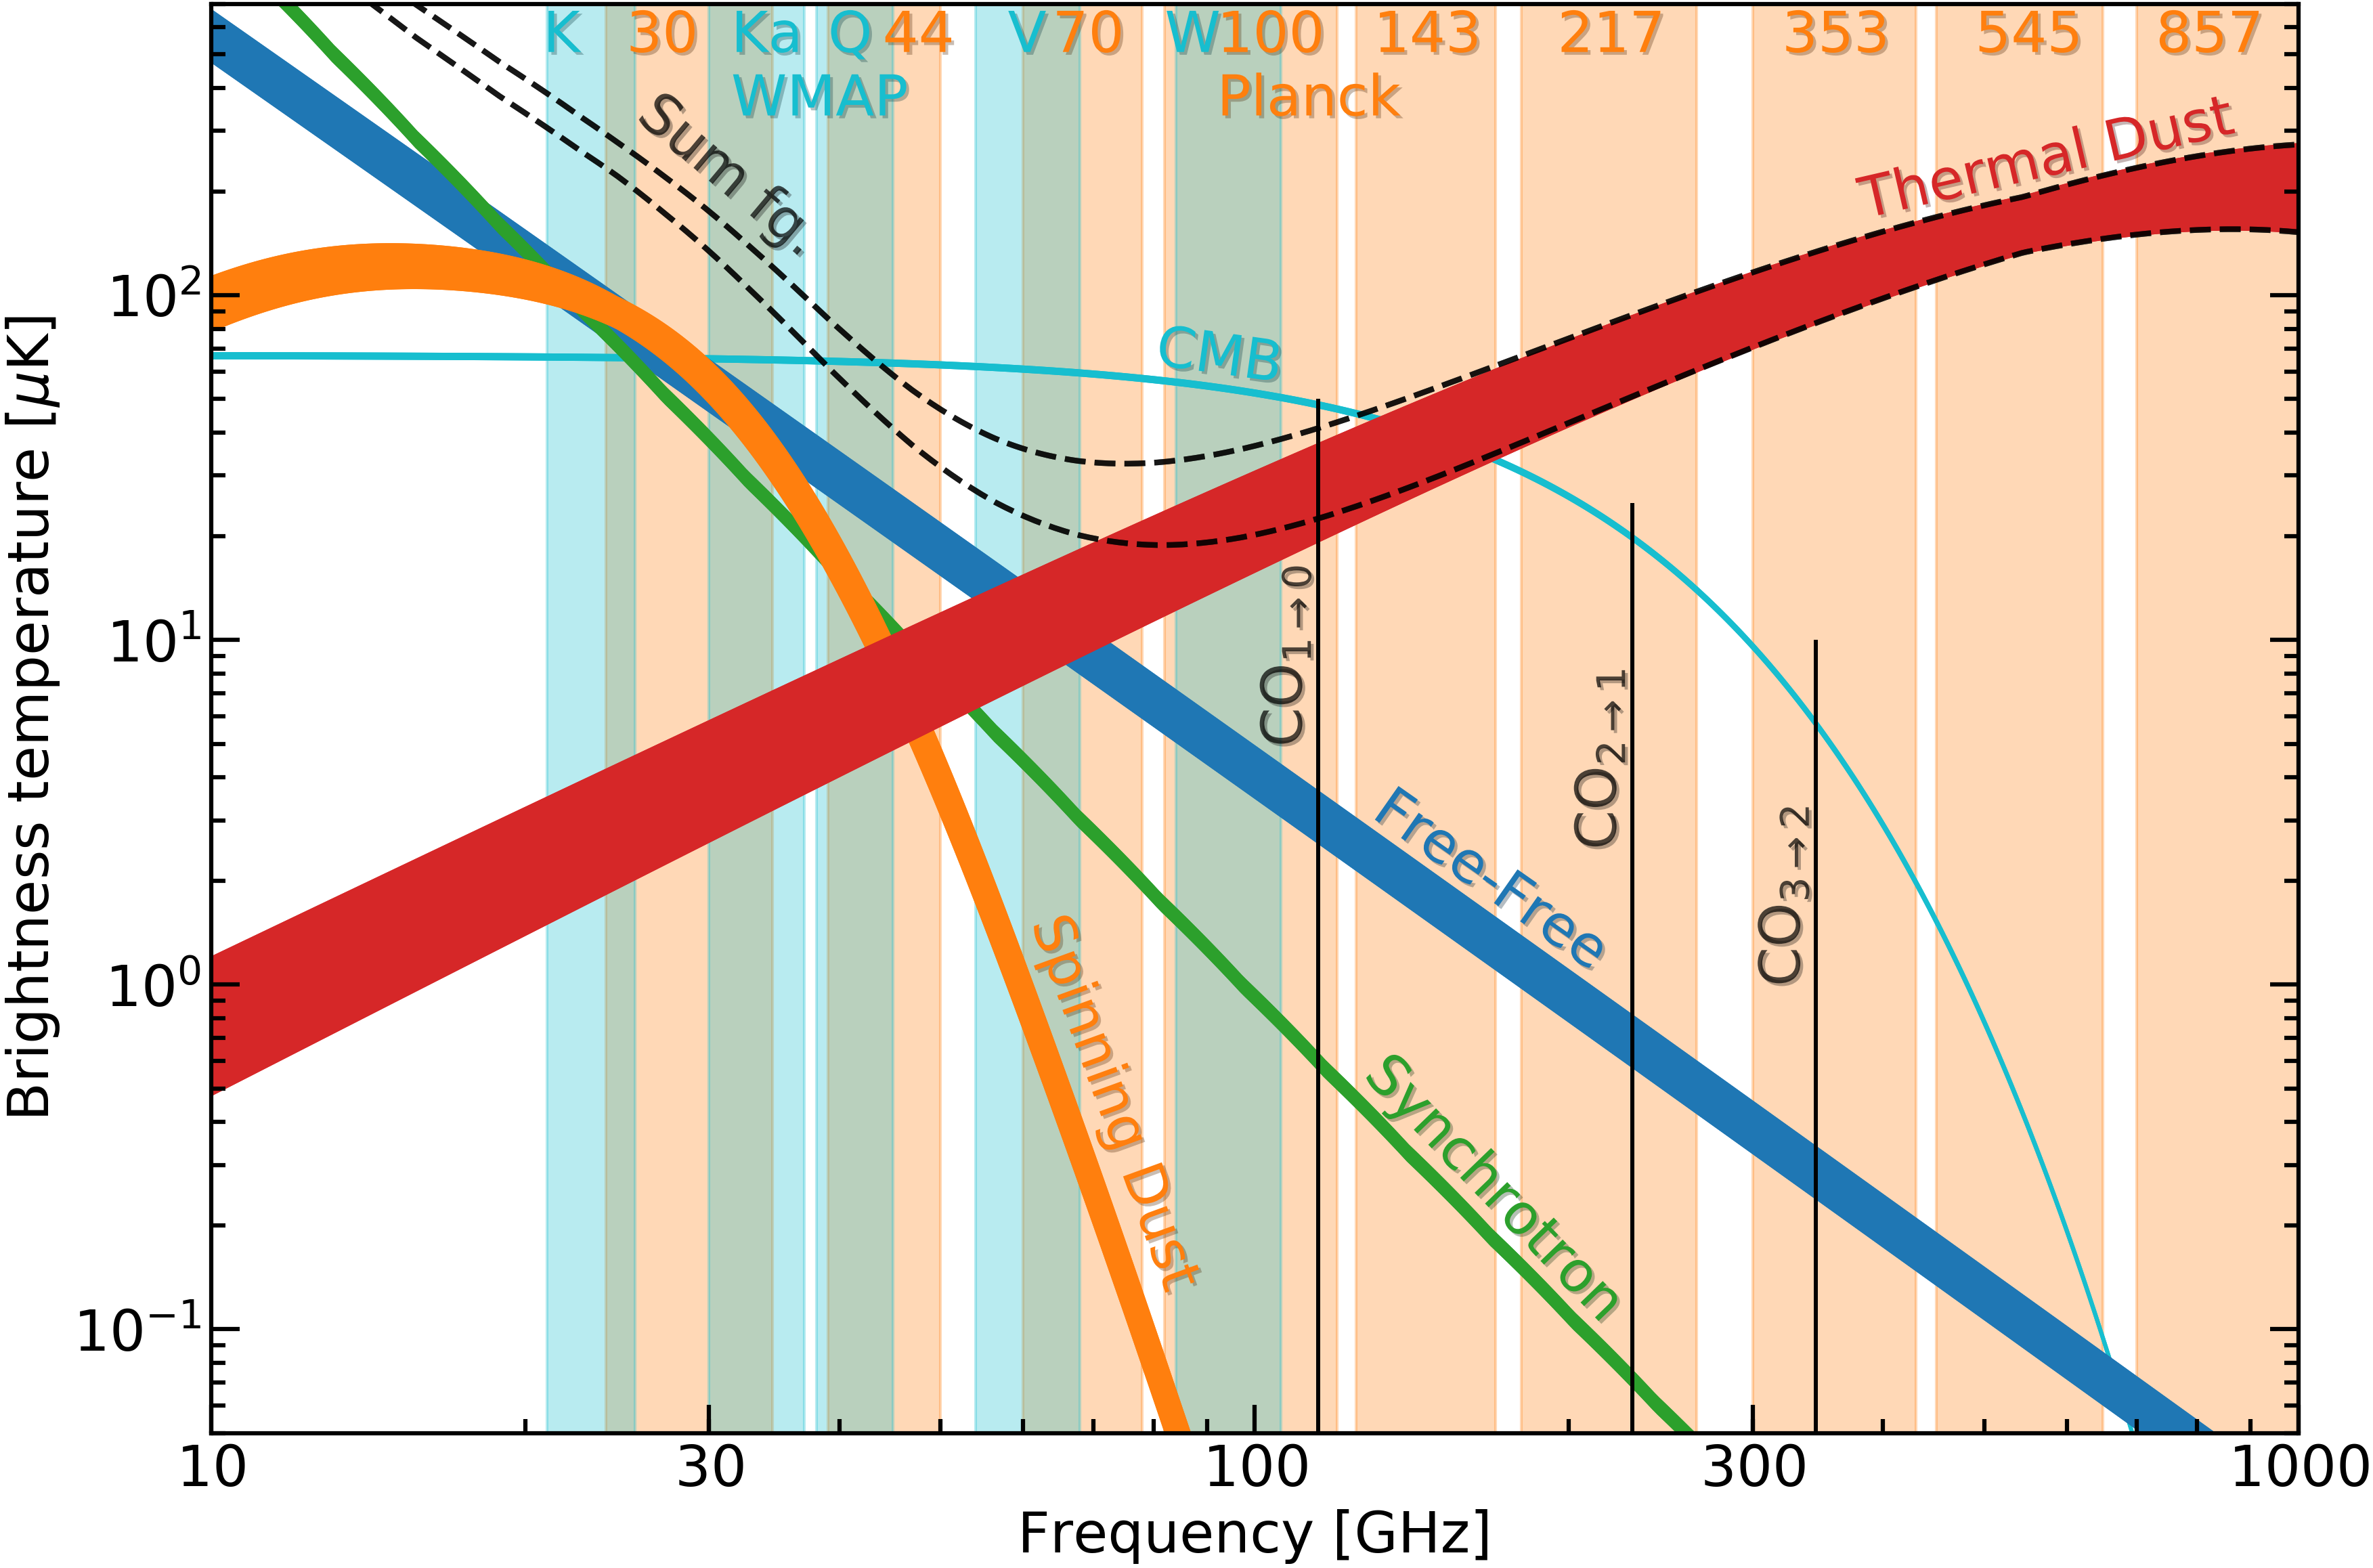 K 30 Ka Q 44 V 70 W 100 143 217 353 545 857
WMAP Planck
Sum fg.
Thermal Dust
CMB
CO1→0
CO2→1
CO3→2
Free-Free
Spinning Dust
Synchrotron
Brightness temperature [μK]
10²
10¹
10⁰
10⁻¹
10 30 100 300 1000
Frequency [GHz]